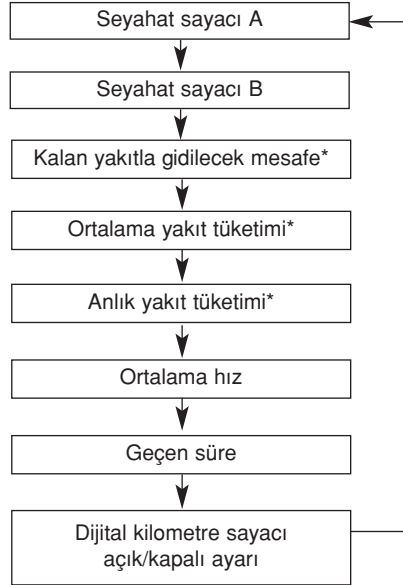 Seyahat sayacı A
Seyahat sayacı B
Kalan yakıtla gidilecek mesafe*
Ortalama yakıt tüketimi*
Anlık yakıt tüketimi*
Ortalama hız
Geçen süre
Dijital kilometre sayacı
açık/kapalı ayarı